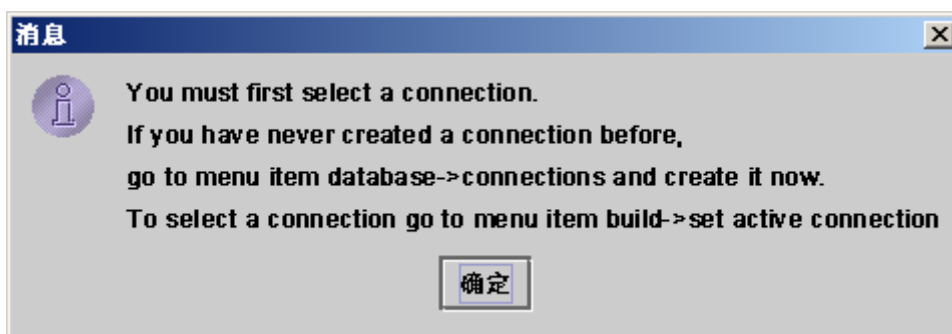 消息
You must first select a connection.
If you have never created a connection before,
go to menu item database->connections and create it now.
To select a connection go to menu item build->set active connection
确定